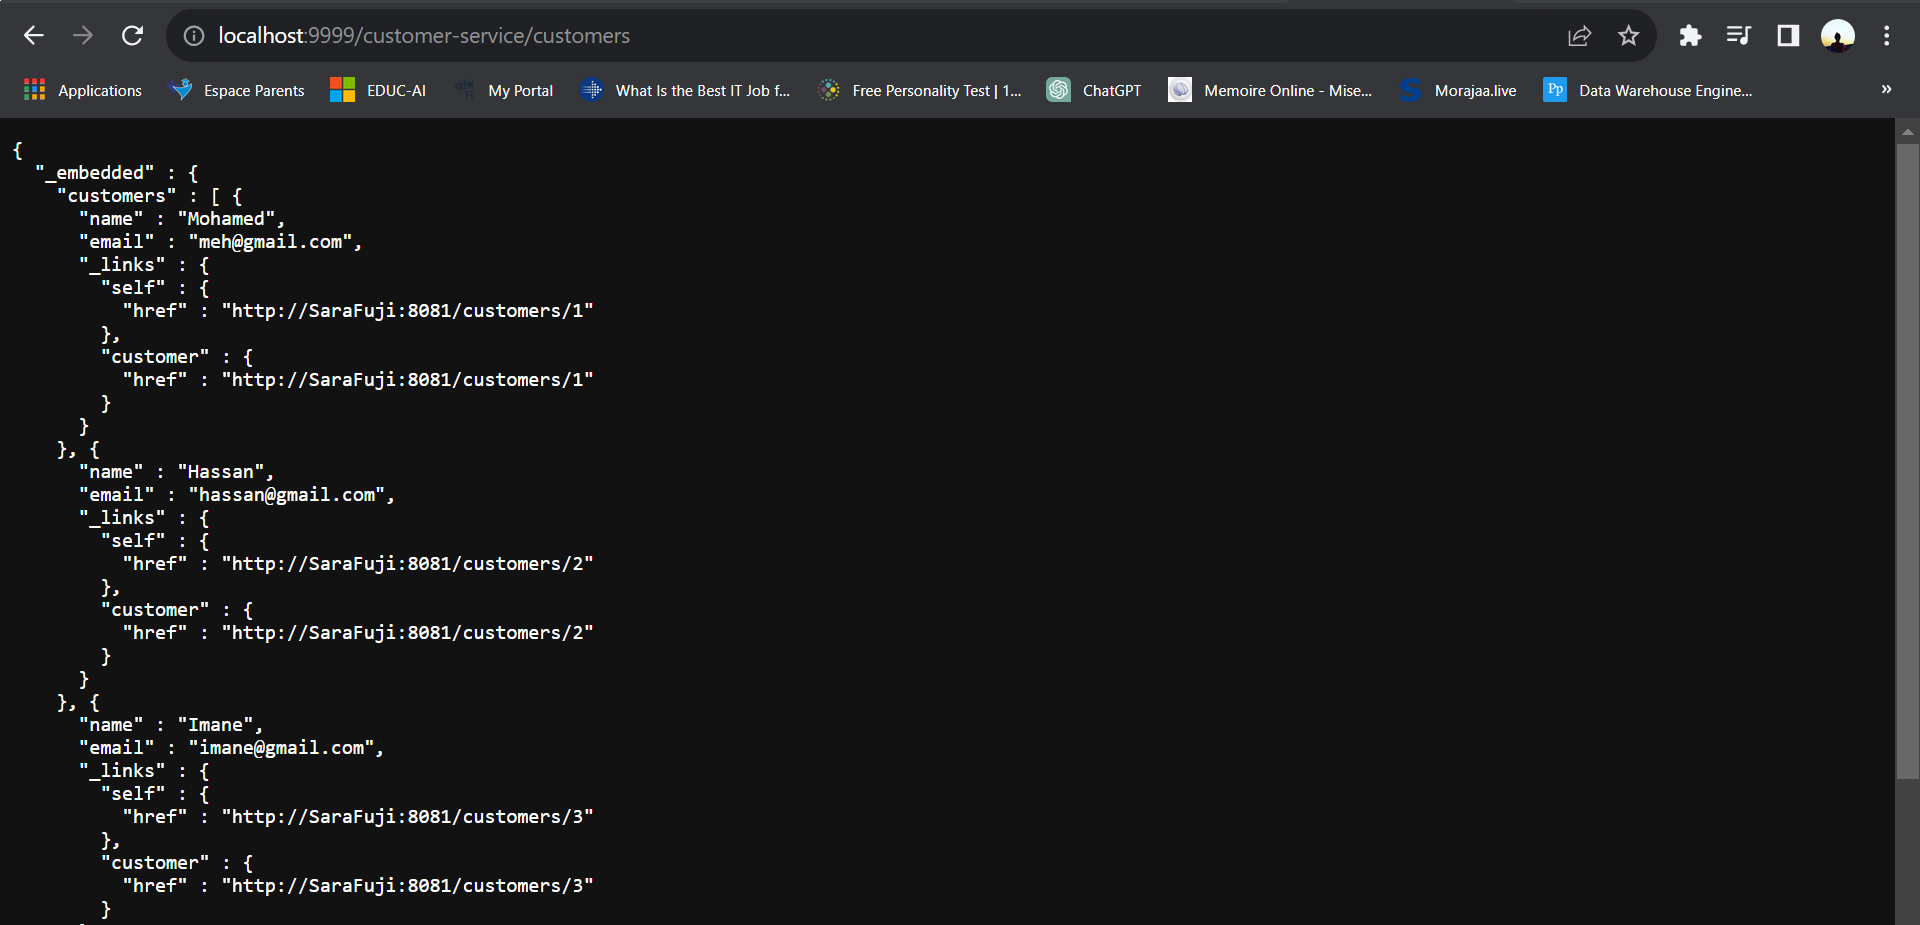 localhost:9999/customer-service/customers
Applications Espace Parents EDUC-AI My Portal What Is the Best IT Job f... Free Personality Test | 1... ChatGPT Memoire Online - Mise... Morajaa.live Pp Data Warehouse Engine... »
{
"_embedded" : {
"customers" : [ {
"name" : "Mohamed",
"email" : "meh@gmail.com",
"_links" : {
"self" : {
"href" : "http://SaraFuji:8081/customers/1"
},
"customer" : {
"href" : "http://SaraFuji:8081/customers/1"
}
}
}, {
"name" : "Hassan",
"email" : "hassan@gmail.com",
"_links" : {
"self" : {
"href" : "http://SaraFuji:8081/customers/2"
},
"customer" : {
"href" : "http://SaraFuji:8081/customers/2"
}
}
}, {
"name" : "Imane",
"email" : "imane@gmail.com",
"_links" : {
"self" : {
"href" : "http://SaraFuji:8081/customers/3"
},
"customer" : {
"href" : "http://SaraFuji:8081/customers/3"
}